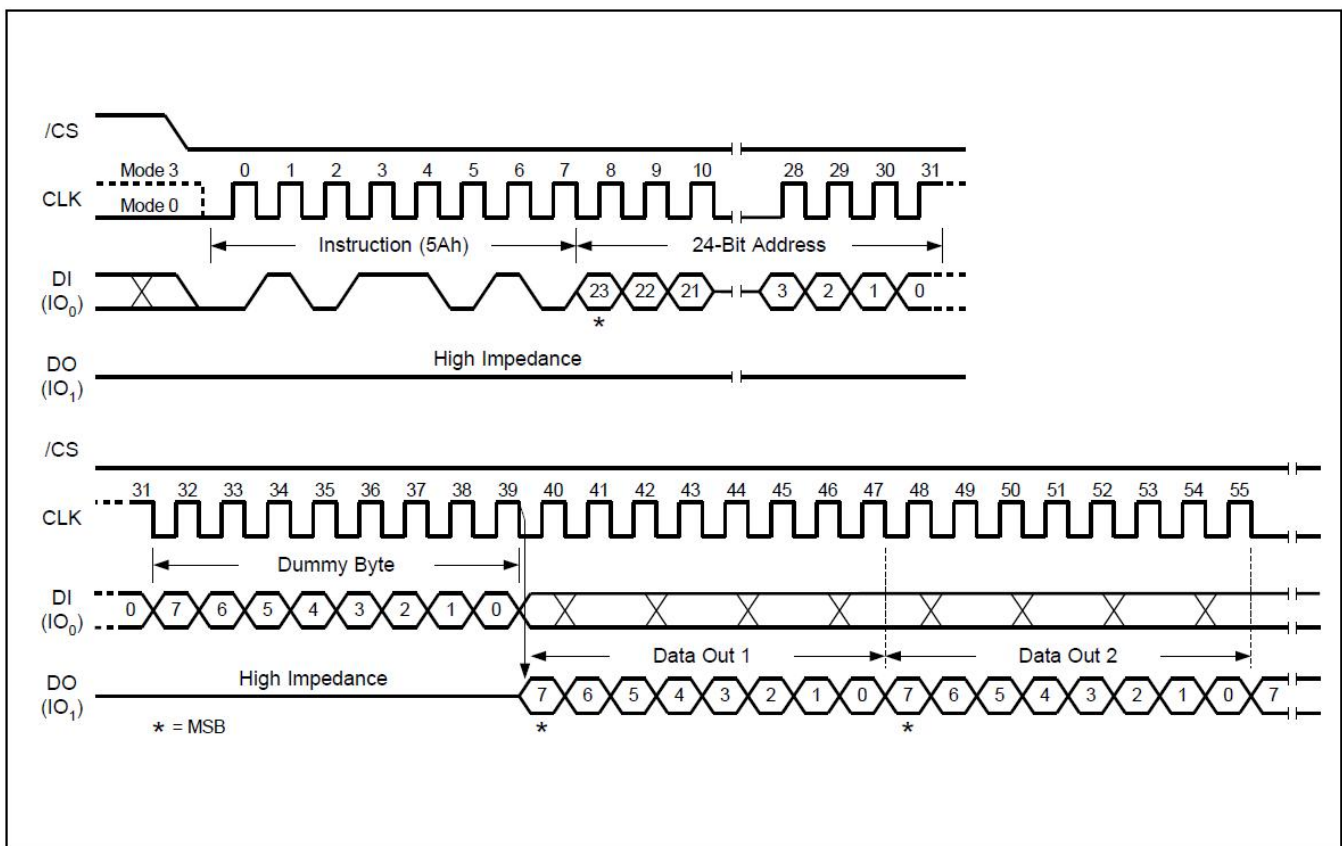 /CS
Mode 3
0 1 2 3 4 5 6 7 8 9 10 28 29 30 31
CLK
Mode 0
Instruction (5Ah) 24-Bit Address
DI
(IO0)
23 22 21 3 2 1 0
*
High Impedance
DO
(IO1)
/CS
31 32 33 34 35 36 37 38 39 40 41 42 43 44 45 46 47 48 49 50 51 52 53 54 55
CLK
Dummy Byte
DI
(IO0)
0 7 6 5 4 3 2 1 0
Data Out 1 Data Out 2
High Impedance
DO
(IO1)
7 6 5 4 3 2 1 0 7 6 5 4 3 2 1 0 7
* = MSB * *